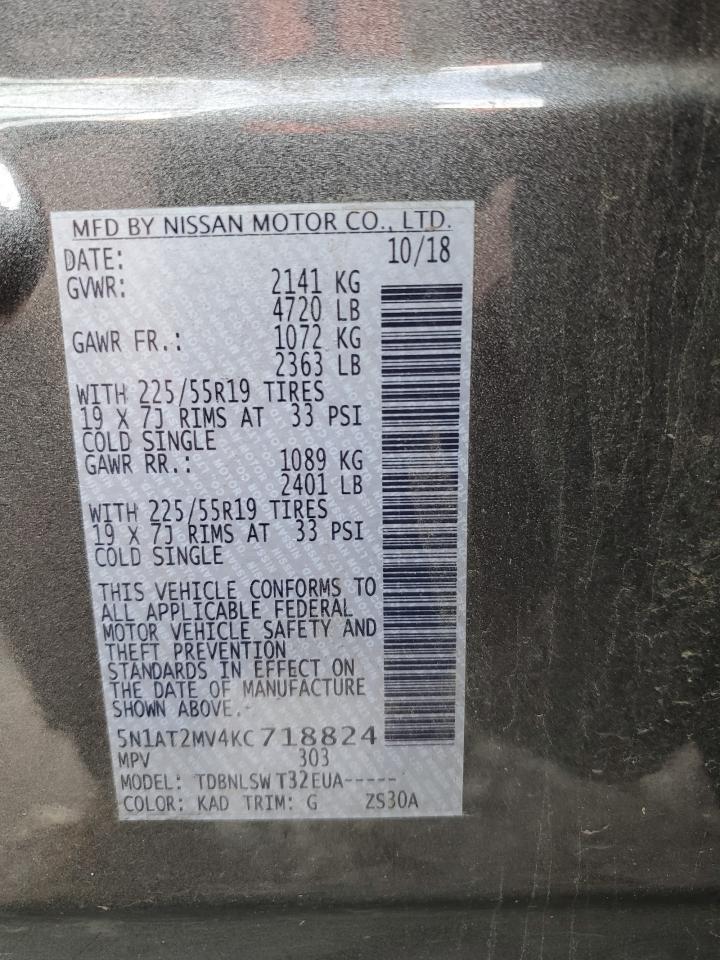 MFD BY NISSAN MOTOR CO., LTD.
DATE: 10/18
GVWR: 2141 KG
4720 LB
GAWR FR.: 1072 KG
2363 LB
WITH 225/55R19 TIRES
19 X 7J RIMS AT 33 PSI
COLD SINGLE
GAWR RR.: 1089 KG
2401 LB
WITH 225/55R19 TIRES
19 X 7J RIMS AT 33 PSI
COLD SINGLE
THIS VEHICLE CONFORMS TO
ALL APPLICABLE FEDERAL
MOTOR VEHICLE SAFETY AND
THEFT PREVENTION
STANDARDS IN EFFECT ON
THE DATE OF MANUFACTURE
SHOWN ABOVE.
5N1AT2MV4KC718824
MPV 303
MODEL: TDBNLSW T32EUA-----
COLOR: KAD TRIM: G ZS30A